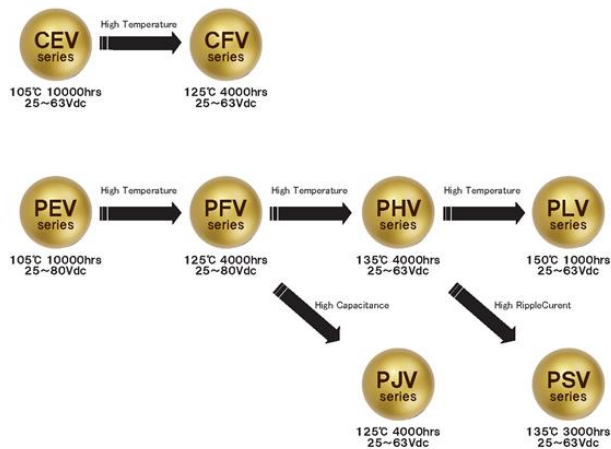 High Temperature
CEV
series
CFV
series
105℃ 10000hrs
25~63Vdc
125℃ 4000hrs
25~63Vdc
High Temperature
High Temperature
High Temperature
PEV
series
PFV
series
PHV
series
PLV
series
105℃ 10000hrs
25~80Vdc
125℃ 4000hrs
25~80Vdc
135℃ 4000hrs
25~63Vdc
150℃ 1000hrs
25~63Vdc
High Capacitance
High RippleCurent
PJV
series
PSV
series
125℃ 4000hrs
25~63Vdc
135℃ 3000hrs
25~63Vdc